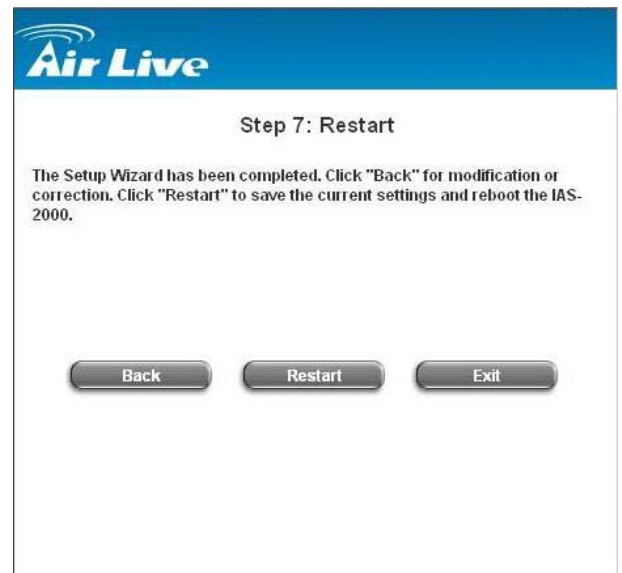 Air Live
Step 7: Restart
The Setup Wizard has been completed. Click "Back" for modification or
correction. Click "Restart" to save the current settings and reboot the IAS-
2000.
Back Restart Exit